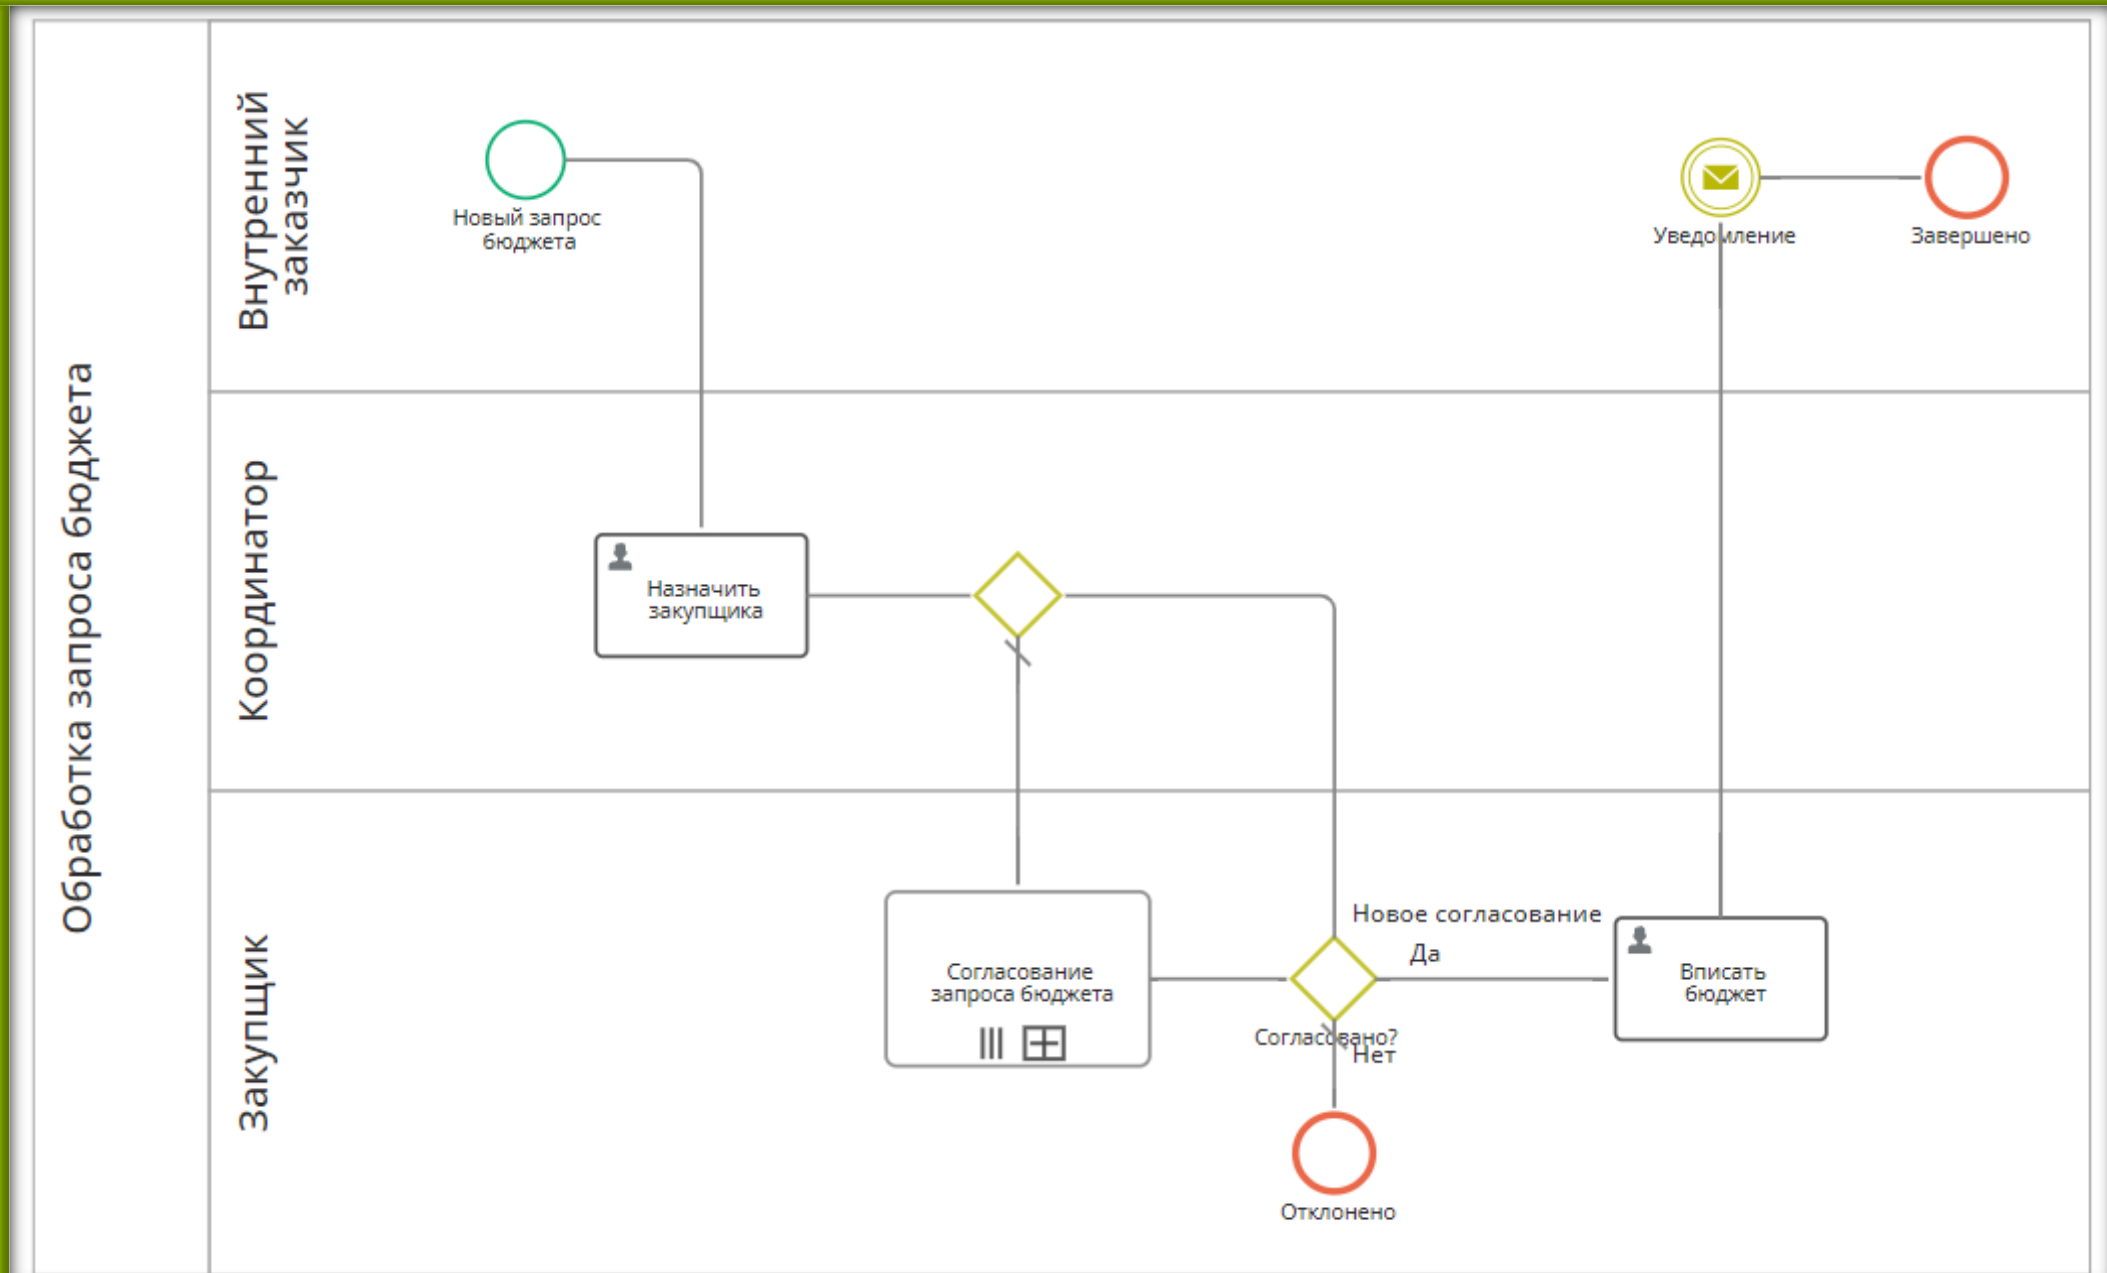 Обработка запроса бюджета
Внутренний
заказчик
Новый запрос
бюджета
Уведомление
Завершено
Координатор
Назначить
закупщика
Закупщик
Согласование
запроса бюджета
Новое согласование
Да
Согласовано?
Нет
Вписать
бюджет
Отклонено